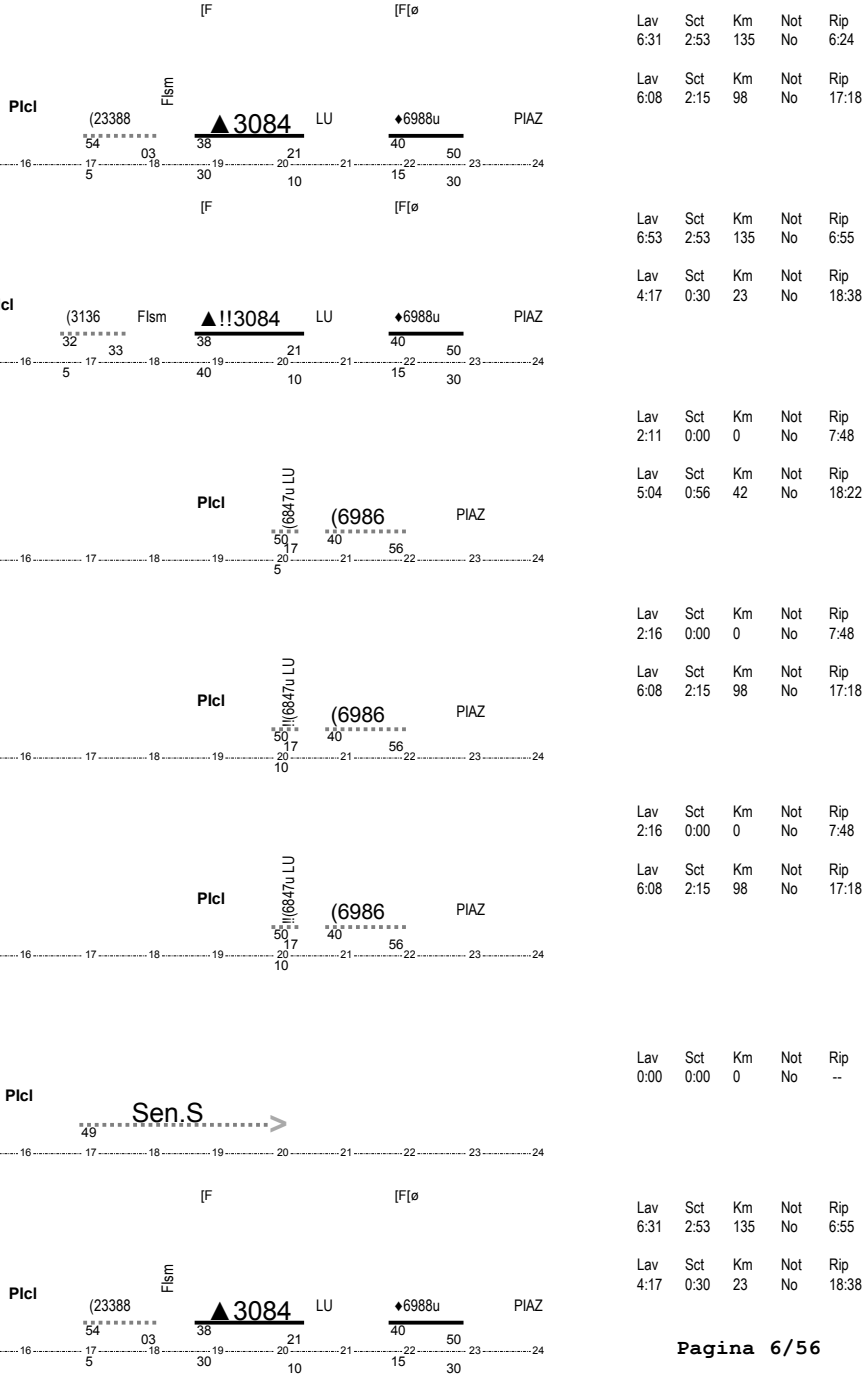 [F [F[ø
Lav Sct Km Not Rip
6:31 2:53 135 No 6:24
Lav Sct Km Not Rip
6:08 2:15 98 No 17:18
PIcl (23388 FIsm ▲3084 LU ♦6988u PIAZ
54 03 38 21 40 50
16 17 18 19 20 21 22 23 24
5 30 10 15 30
[F [F[ø
Lav Sct Km Not Rip
6:53 2:53 135 No 6:55
Lav Sct Km Not Rip
4:17 0:30 23 No 18:38
cl (3136 FIsm ▲!!3084 LU ♦6988u PIAZ
32 33 38 21 40 50
16 17 18 19 20 21 22 23 24
5 40 10 15 30
Lav Sct Km Not Rip
2:11 0:00 0 No 7:48
Lav Sct Km Not Rip
5:04 0:56 42 No 18:22
PIcl (6847u LU (6986 PIAZ
50 17 40 56
16 17 18 19 20 21 22 23 24
5
Lav Sct Km Not Rip
2:16 0:00 0 No 7:48
Lav Sct Km Not Rip
6:08 2:15 98 No 17:18
PIcl !!(6847u LU (6986 PIAZ
50 17 40 56
16 17 18 19 20 21 22 23 24
10
Lav Sct Km Not Rip
2:16 0:00 0 No 7:48
Lav Sct Km Not Rip
6:08 2:15 98 No 17:18
PIcl !!(6847u LU (6986 PIAZ
50 17 40 56
16 17 18 19 20 21 22 23 24
10
Lav Sct Km Not Rip
0:00 0:00 0 No --
PIcl Sen.S >
49
16 17 18 19 20 21 22 23 24
[F [F[ø
Lav Sct Km Not Rip
6:31 2:53 135 No 6:55
Lav Sct Km Not Rip
4:17 0:30 23 No 18:38
PIcl (23388 FIsm ▲3084 LU ♦6988u PIAZ
54 03 38 21 40 50
16 17 18 19 20 21 22 23 24
5 30 10 15 30
Pagina 6/56